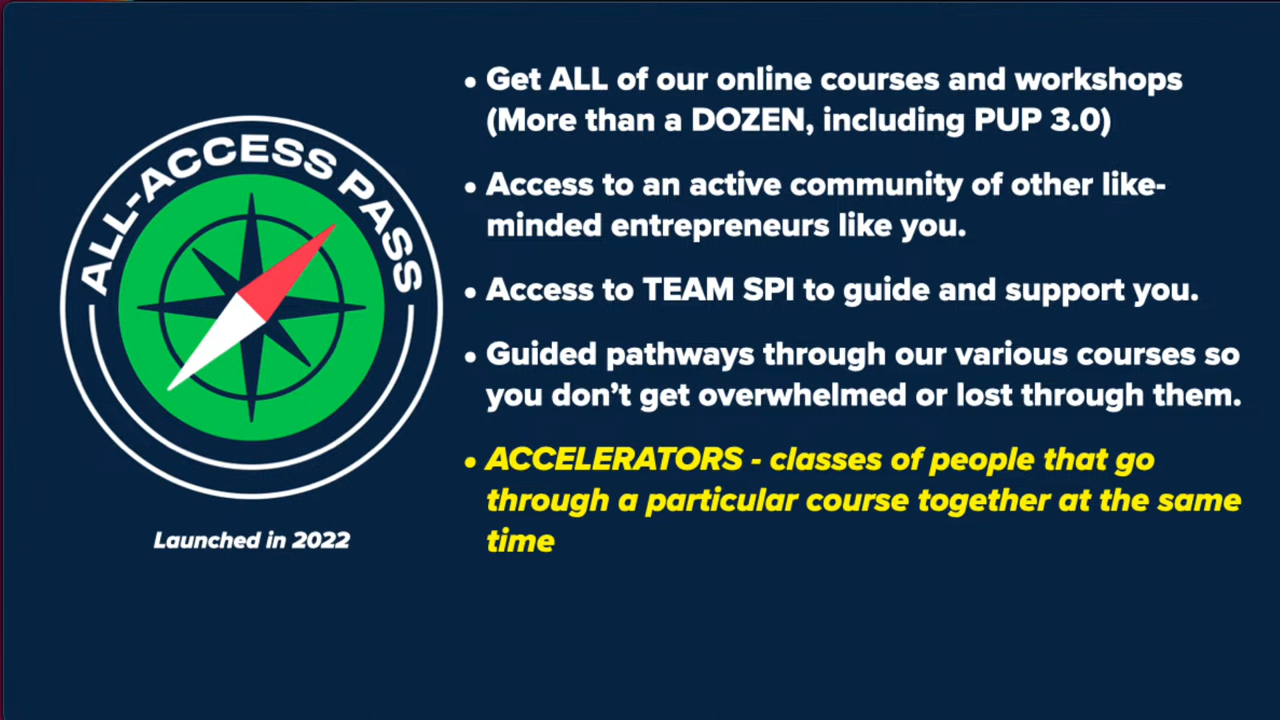 ALL-ACCESS PASS
Launched in 2022
• Get ALL of our online courses and workshops
(More than a DOZEN, including PUP 3.0)
• Access to an active community of other like-
minded entrepreneurs like you.
• Access to TEAM SPI to guide and support you.
• Guided pathways through our various courses so
you don’t get overwhelmed or lost through them.
• ACCELERATORS - classes of people that go
through a particular course together at the same
time